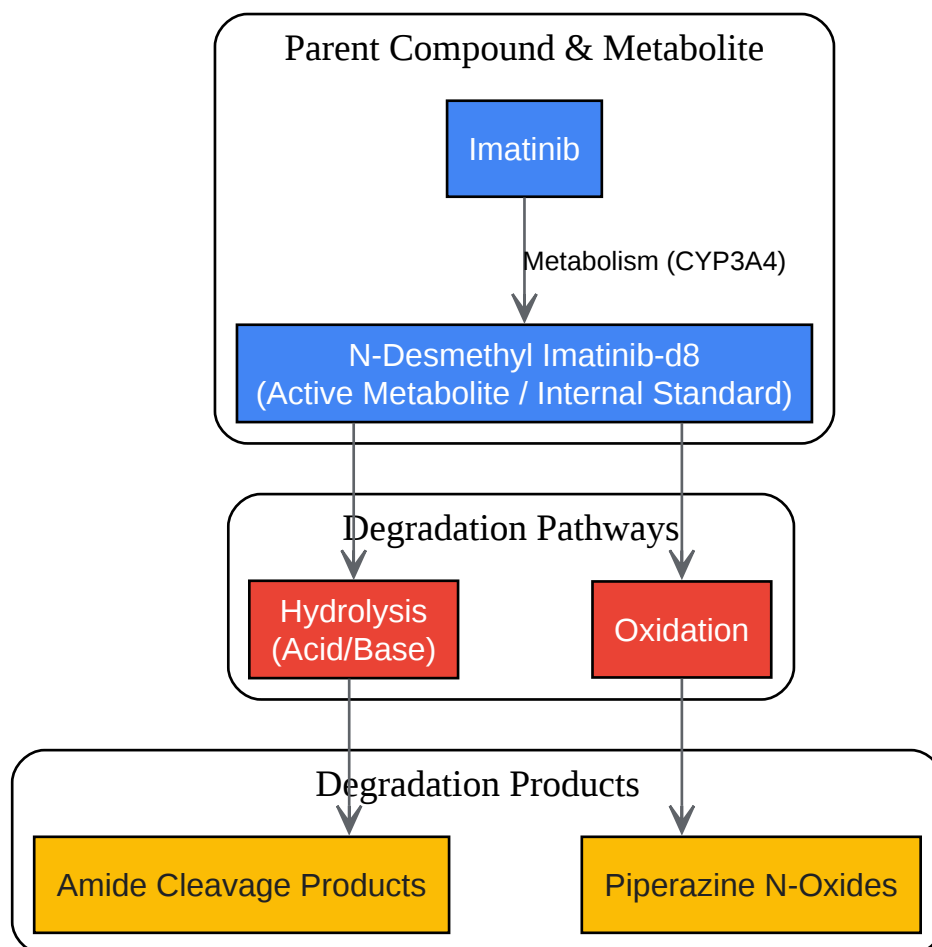 Parent Compound & Metabolite
Imatinib
Metabolism (CYP3A4)
N-Desmethyl Imatinib-d8
(Active Metabolite / Internal Standard)
Degradation Pathways
Hydrolysis
(Acid/Base)
Oxidation
Degradation Products
Amide Cleavage Products
Piperazine N-Oxides